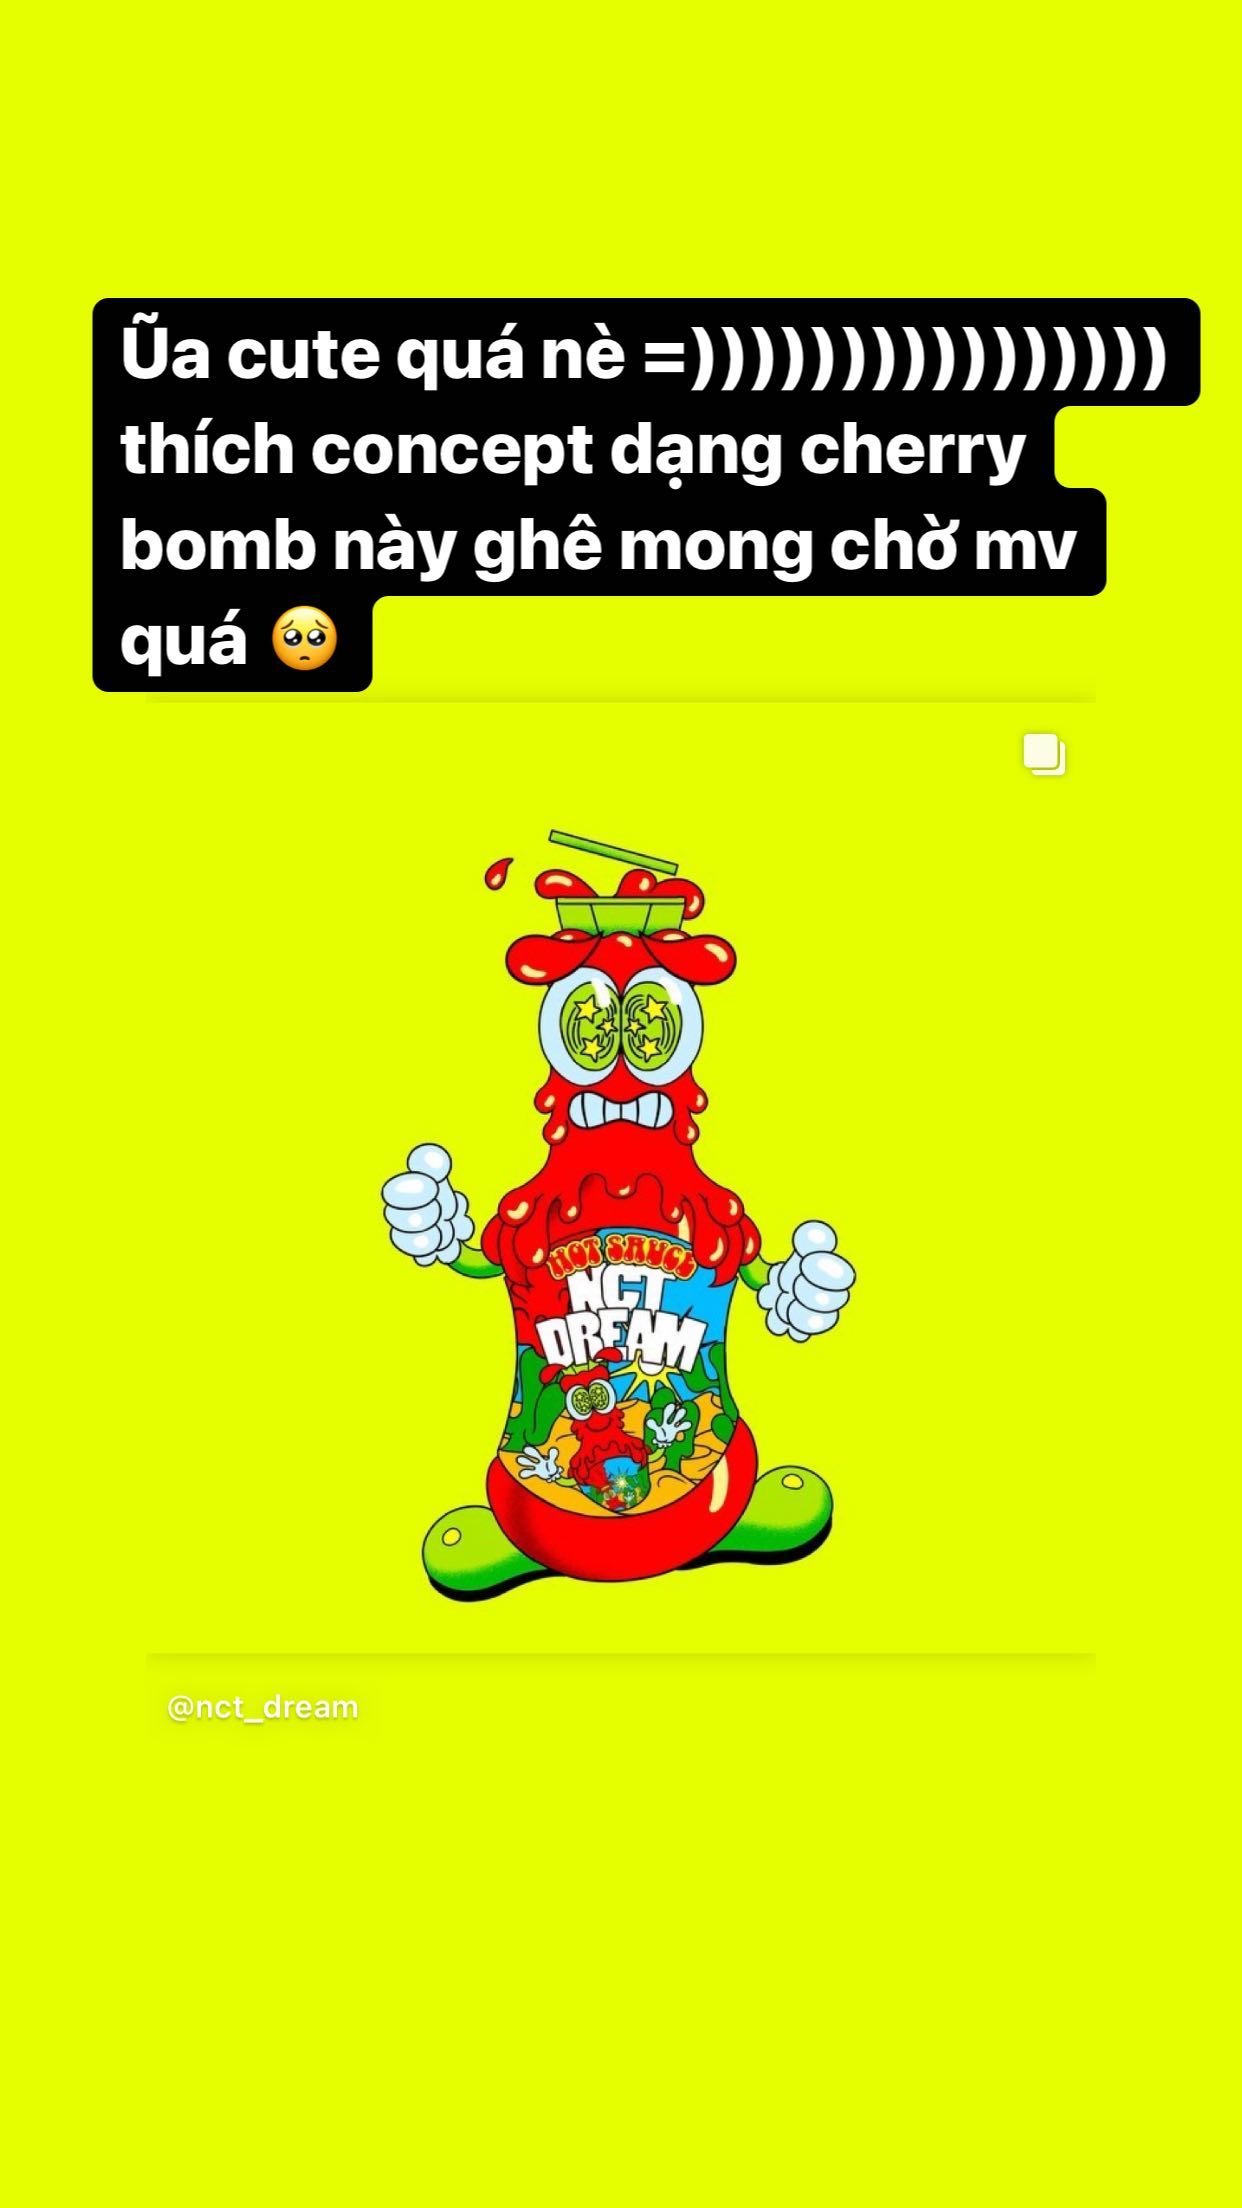 Ũa cute quá nè =))))))))))))))))
thích concept dạng cherry
bomb này ghê mong chờ mv
quá 🥺
HOT SAUCE
NCT
DREAM
@nct_dream